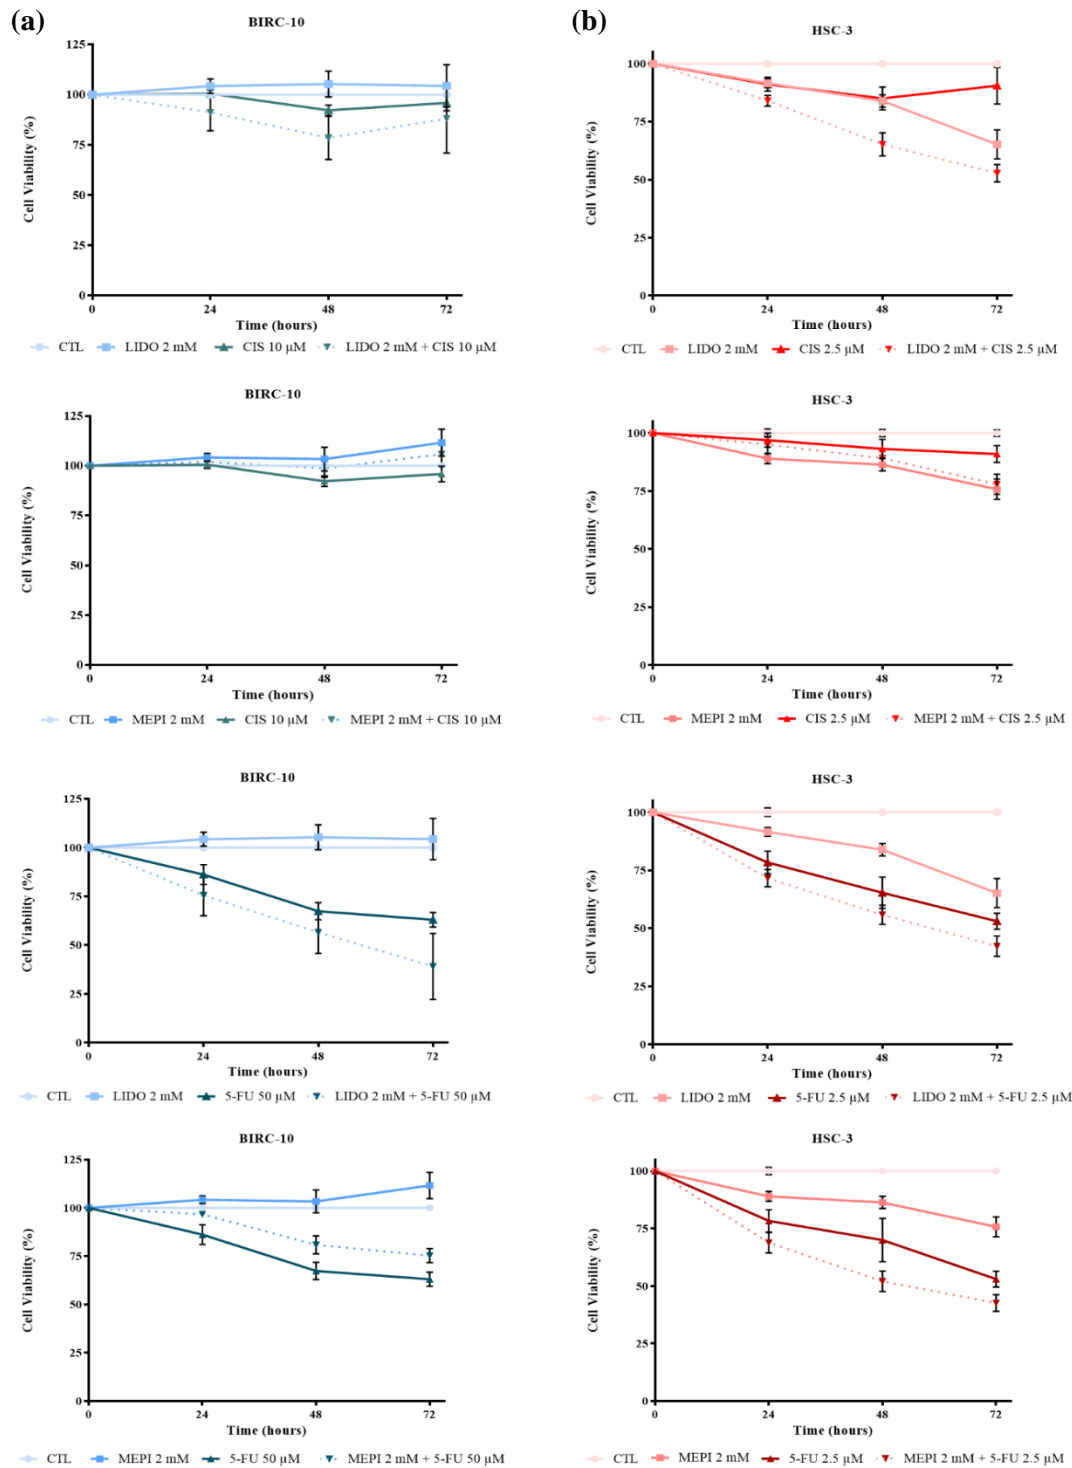 (a)
BIRC-10
Cell Viability (%)
125
100
75
50
25
0
0 24 48 72
Time (hours)
CTL LIDO 2 mM CIS 10 µM LIDO 2 mM + CIS 10 µM
(b)
HSC-3
Cell Viability (%)
100
75
50
25
0
0 24 48 72
Time (hours)
CTL LIDO 2 mM CIS 2.5 µM LIDO 2 mM + CIS 2.5 µM
BIRC-10
Cell Viability (%)
125
100
75
50
25
0
0 24 48 72
Time (hours)
CTL MEPI 2 mM CIS 10 µM MEPI 2 mM + CIS 10 µM
HSC-3
Cell Viability (%)
100
75
50
25
0
0 24 48 72
Time (hours)
CTL MEPI 2 mM CIS 2.5 µM MEPI 2 mM + CIS 2.5 µM
BIRC-10
Cell Viability (%)
125
100
75
50
25
0
0 24 48 72
Time (hours)
CTL LIDO 2 mM 5-FU 50 µM LIDO 2 mM + 5-FU 50 µM
HSC-3
Cell Viability (%)
100
75
50
25
0
0 24 48 72
Time (hours)
CTL LIDO 2 mM 5-FU 2.5 µM LIDO 2 mM + 5-FU 2.5 µM
BIRC-10
Cell Viability (%)
125
100
75
50
25
0
0 24 48 72
Time (hours)
CTL MEPI 2 mM 5-FU 50 µM MEPI 2 mM + 5-FU 50 µM
HSC-3
Cell Viability (%)
100
75
50
25
0
0 24 48 72
Time (hours)
CTL MEPI 2 mM 5-FU 2.5 µM MEPI 2 mM + 5-FU 2.5 µM